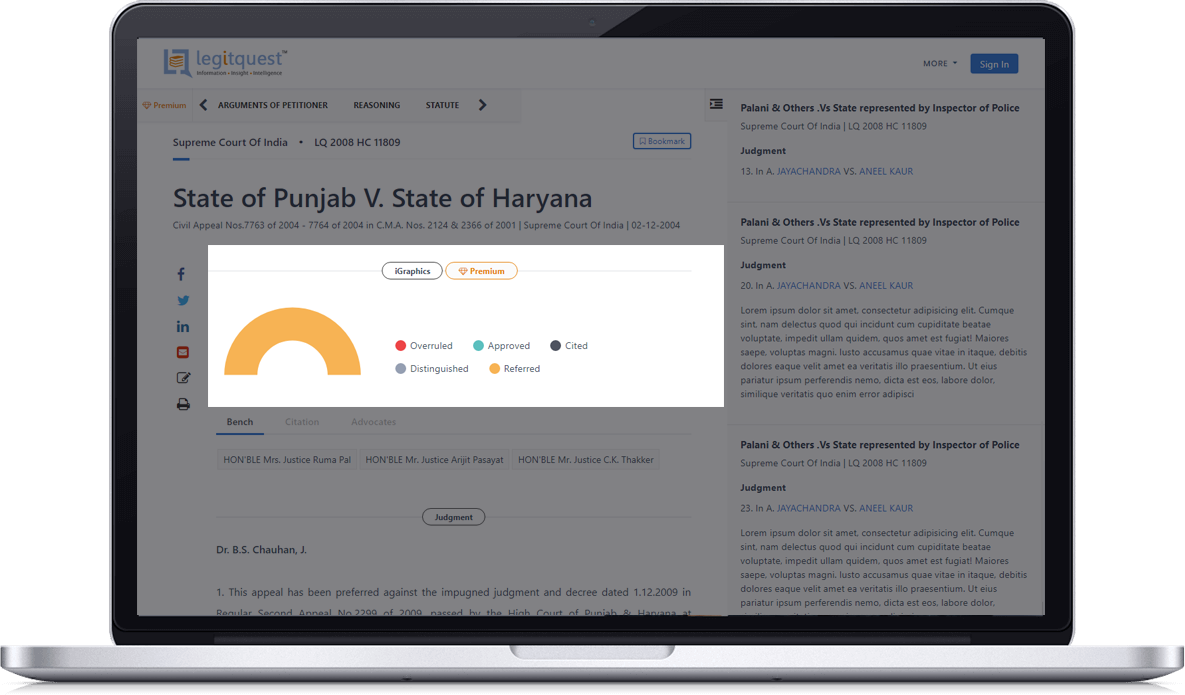 legitquest™
Information • Insight • Intelligence
MORE
Sign In
Premium
ARGUMENTS OF PETITIONER
REASONING
STATUTE
Supreme Court Of India • LQ 2008 HC 11809
Bookmark
State of Punjab V. State of Haryana
Civil Appeal Nos.7763 of 2004 - 7764 of 2004 in C.M.A. Nos. 2124 & 2366 of 2001 | Supreme Court Of India | 02-12-2004
iGraphics
Premium
Overruled
Approved
Cited
Distinguished
Referred
Bench
Citation
Advocates
HON'BLE Mrs. Justice Ruma Pal
HON'BLE Mr. Justice Arijit Pasayat
HON'BLE Mr. Justice C.K. Thakker
Judgment
Dr. B.S. Chauhan, J.
1. This appeal has been preferred against the impugned judgment and decree dated 1.12.2009 in
Regular Second Appeal No.2299 of 2009, passed by the High Court of Punjab & Haryana at
Palani & Others .Vs State represented by Inspector of Police
Supreme Court Of India | LQ 2008 HC 11809
Judgment
13. In A. JAYACHANDRA VS. ANEEL KAUR
Palani & Others .Vs State represented by Inspector of Police
Supreme Court Of India | LQ 2008 HC 11809
Judgment
20. In A. JAYACHANDRA VS. ANEEL KAUR
Lorem ipsum dolor sit amet, consectetur adipisicing elit. Cumque
sint, nam delectus quod qui incidunt cumque beatae
voluptate, impedit ullam quidem, quos amet est fugiat! Maiores
saepe, voluptas magni. Iusto accusamus quae vitae in itaque, debitis
dolores eaque velit amet ea veritatis illo praesentium. Ut eius
pariatur ipsum perferendis nemo, dicta est eos, labore dolor,
similique veritatis quo enim error adipisci
Palani & Others .Vs State represented by Inspector of Police
Supreme Court Of India | LQ 2008 HC 11809
Judgment
23. In A. JAYACHANDRA VS. ANEEL KAUR
Lorem ipsum dolor sit amet, consectetur adipisicing elit. Cumque
sint, nam delectus quod qui incidunt cumque beatae
voluptate, impedit ullam quidem, quos amet est fugiat! Maiores
saepe, voluptas magni. Iusto accusamus quae vitae in itaque, debitis
dolores eaque velit amet ea veritatis illo praesentium. Ut eius
pariatur ipsum perferendis nemo, dicta est eos, labore dolor,
similique veritatis quo enim error adipisci